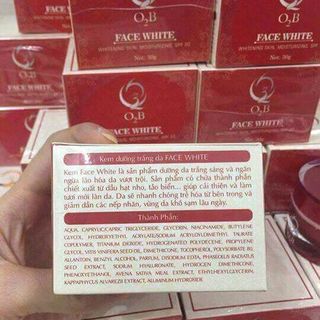 O₂B
FACE WHITE
WHITENING SKIN, MOISTURIZING SPF 30
Net. 30g
O₂B
FACE WHITE
O₂B
FACE WHITE
Kem dưỡng trắng da FACE WHITE
Kem Face White là sản phẩm dưỡng da trắng sáng và ngăn
ngừa lão hóa da vượt trội. Sản phẩm có chứa thành phần
chiết xuất từ dầu hạt nho, tảo biển... giúp cải thiện và làm
tươi mới làn da. Da sẽ nhanh chóng trẻ hóa từ bên trong và
giảm dần các nếp nhăn, vùng da khô sạm lâu ngày.
Thành Phần:
AQUA, CAPRYLIC/CAPRIC TRIGLYCERIDE, GLYCERIN, NIACINAMIDE, BUTYLENE
GLYCOL, HYDROXYETHYL ACRYLATE/SODIUM ACRYLOYLDIMETHYL TAURATE
COPOLYMER, TITANIUM DIOXIDE, HYDROGENATED POLYDECENE, PROPYLENE
GLYCOL, VITIS VINIFERA SEED OIL, DIMETHICONE, TOCOPHEROL, POLYSORBATE 80,
ALLANTOIN, BENZYL ALCOHOL, PARFUM, DISODIUM EDTA, PHASEOLUS RADIATUS
SEED EXTRACT, SODIUM HYALURONATE, HYDROGEN DIMETHICONE,
PHENOXYETHANOL, AVENA SATIVA MEAL EXTRACT, ETHYLHEXYLGLYCERIN,
KAPPAPHYCUS ALVAREZII EXTRACT, ALUMINUM HYDROXIDE